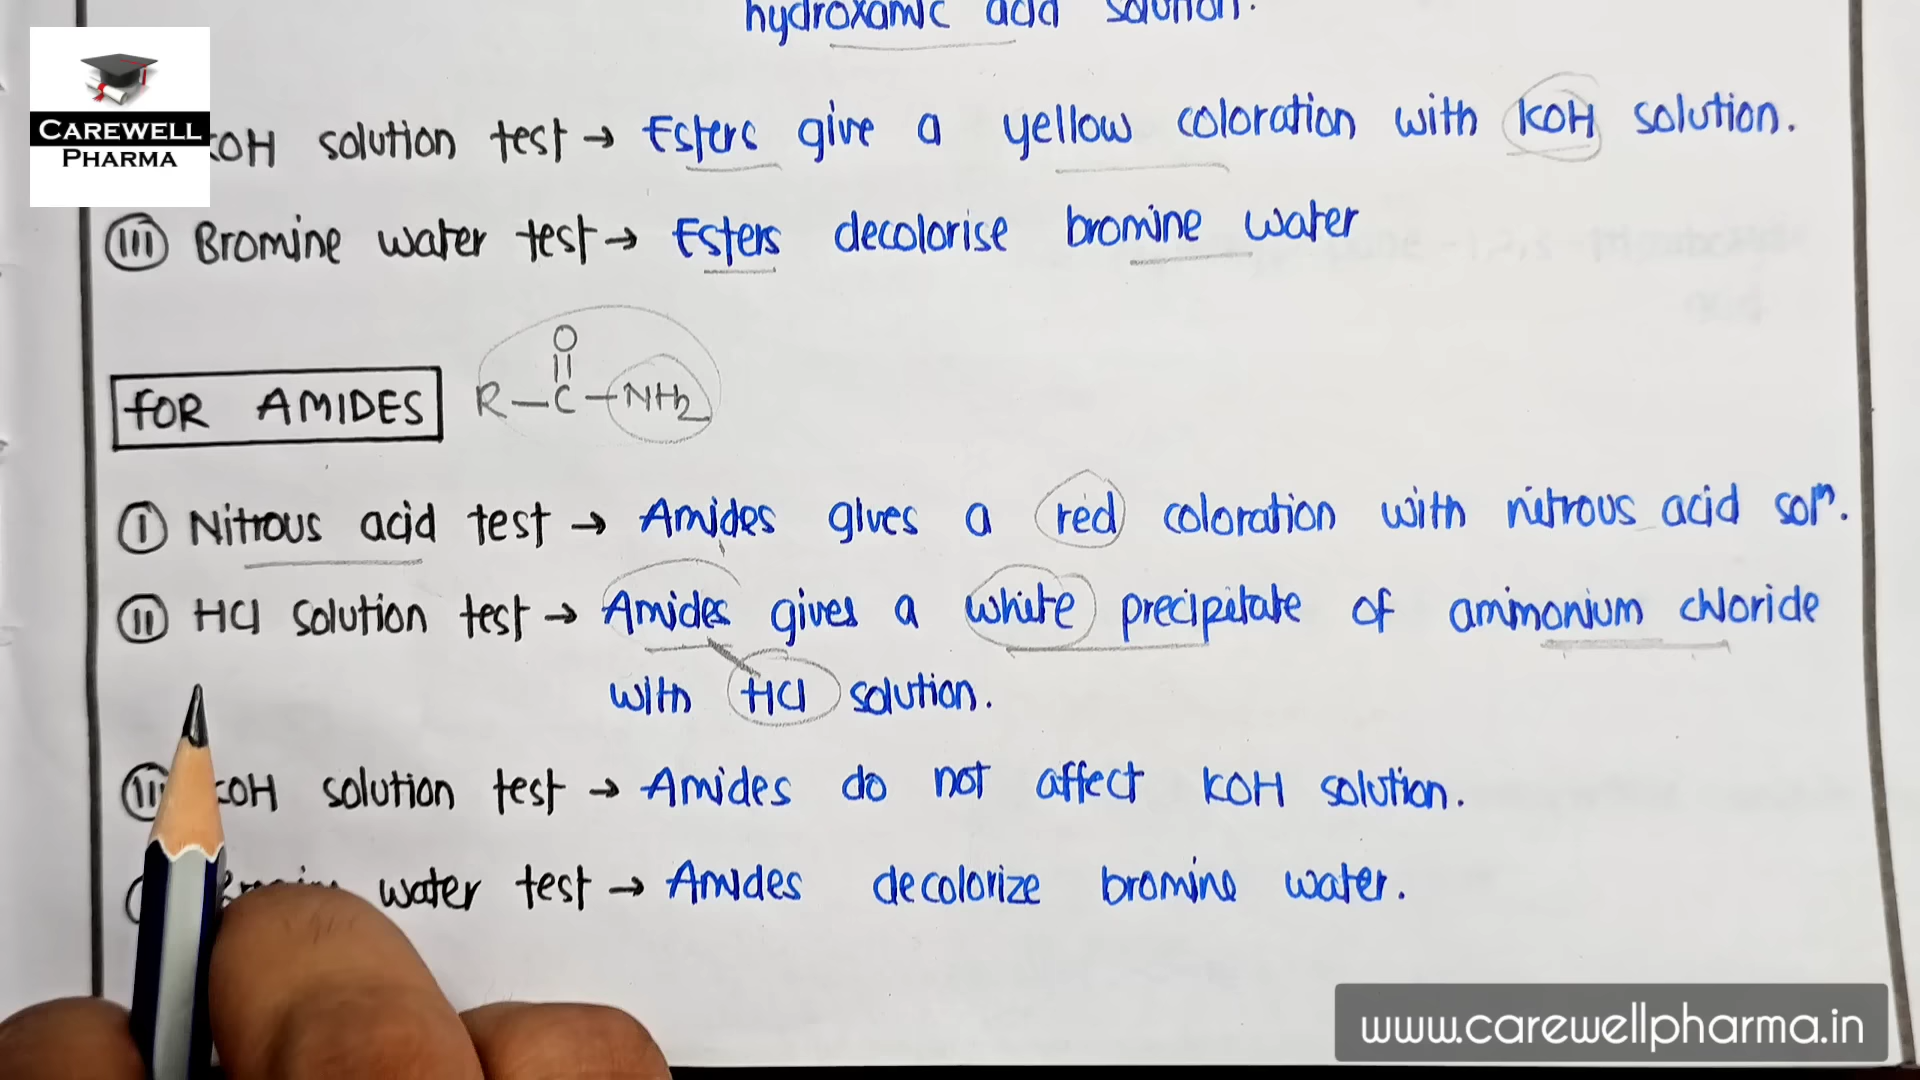 hydroxamic acid solution.
CAREWELL
PHARMA
KOH solution test → Esters give a yellow coloration with KOH solution.
III Bromine water test → Esters decolorise bromine water
O
R-C-NH2
FOR AMIDES
I Nitrous acid test → Amides gives a red coloration with nitrous acid solⁿ.
II HCl solution test → Amides gives a white precipitate of ammonium chloride
with HCl solution.
III KOH solution test → Amides do not affect KOH solution.
water test → Amides decolorize bromine water.
www.carewellpharma.in